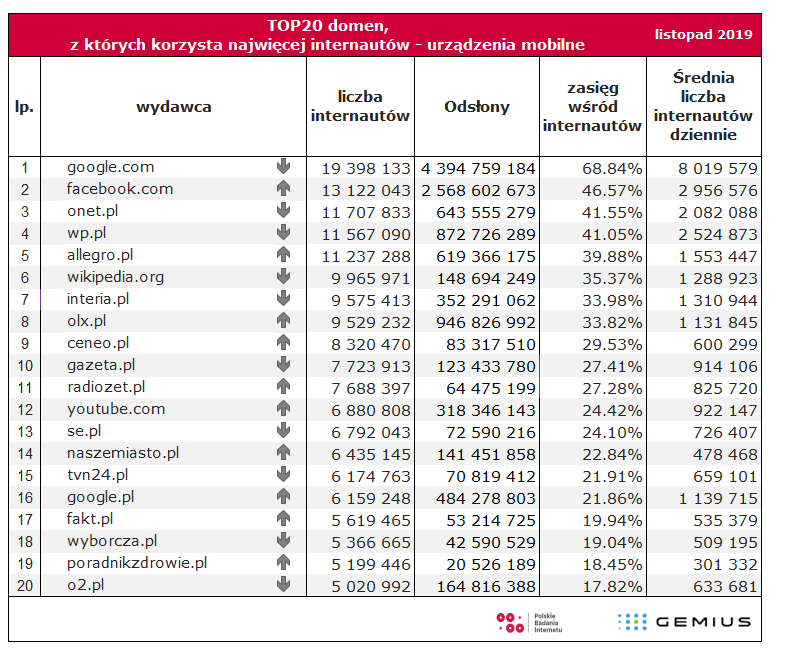 TOP20 domen,
z których korzysta najwięcej internautów - urządzenia mobilne
listopad 2019
lp. wydawca liczba internautów Odsłony zasięg wśród internautów Średnia liczba internautów dziennie
1 google.com 19 398 133 4 394 759 184 68.84% 8 019 579
2 facebook.com 13 122 043 2 568 602 673 46.57% 2 956 576
3 onet.pl 11 707 833 643 555 279 41.55% 2 082 088
4 wp.pl 11 567 090 872 726 289 41.05% 2 524 873
5 allegro.pl 11 237 288 619 366 175 39.88% 1 553 447
6 wikipedia.org 9 965 971 148 694 249 35.37% 1 288 923
7 interia.pl 9 575 413 352 291 062 33.98% 1 310 944
8 olx.pl 9 529 232 946 826 992 33.82% 1 131 845
9 ceneo.pl 8 320 470 83 317 510 29.53% 600 299
10 gazeta.pl 7 723 913 123 433 780 27.41% 914 106
11 radiozet.pl 7 688 397 64 475 199 27.28% 825 720
12 youtube.com 6 880 808 318 346 143 24.42% 922 147
13 se.pl 6 792 043 72 590 216 24.10% 726 407
14 naszemiasto.pl 6 435 145 141 451 858 22.84% 478 468
15 tvn24.pl 6 174 763 70 819 412 21.91% 659 101
16 google.pl 6 159 248 484 278 803 21.86% 1 139 715
17 fakt.pl 5 619 465 53 214 725 19.94% 535 379
18 wyborcza.pl 5 366 665 42 590 529 19.04% 509 195
19 poradnikzdrowie.pl 5 199 446 20 526 189 18.45% 301 332
20 o2.pl 5 020 992 164 816 388 17.82% 633 681
Polskie
Badania
Internetu
GEMIUS